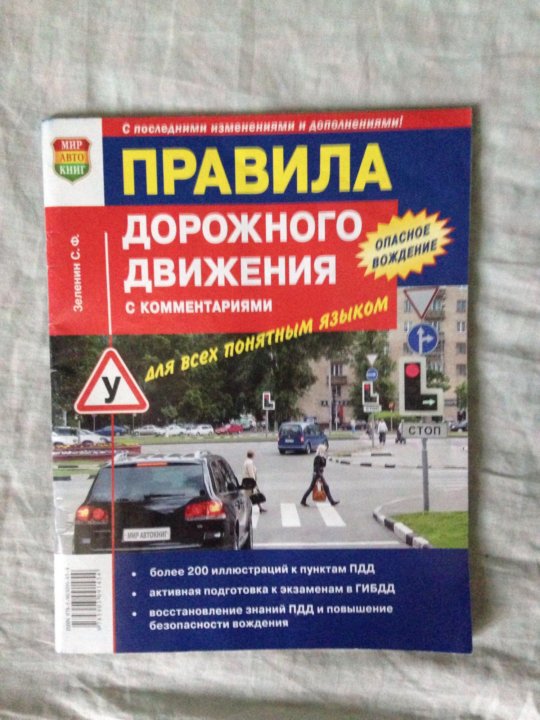 С последними изменениями и дополнениями!
МИР
АВТО
КНИГ
ПРАВИЛА
ДОРОЖНОГО
ДВИЖЕНИЯ
С КОММЕНТАРИЯМИ
ОПАСНОЕ
ВОЖДЕНИЕ
Зеленин С. Ф.
для всех понятным языком
У
СТОП
МИР АВТОКНИГ
• более 200 иллюстраций к пунктам ПДД
• активная подготовка к экзаменам в ГИБДД
• восстановление знаний ПДД и повышение
безопасности вождения